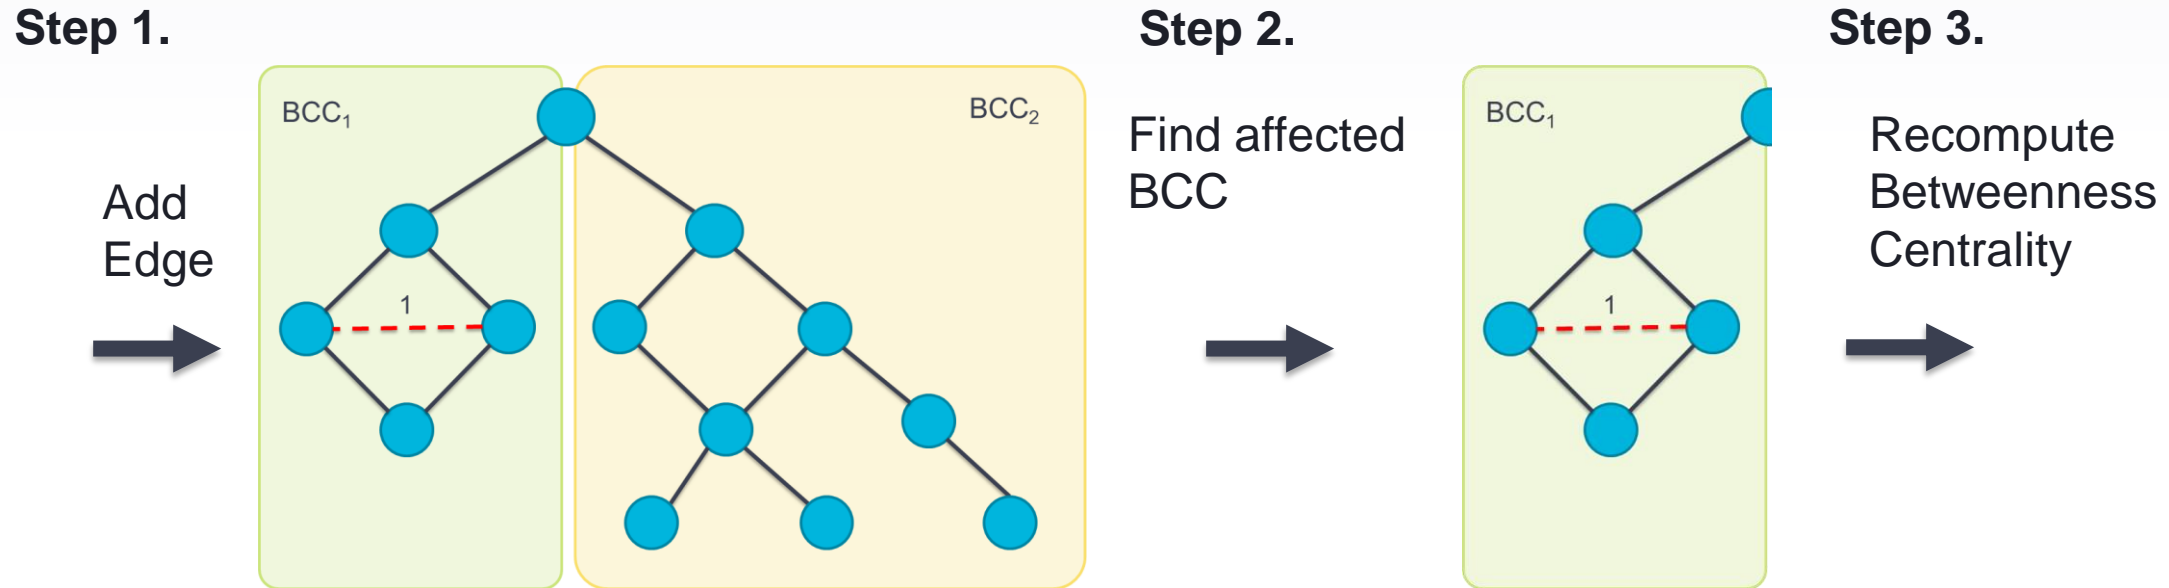 Step 1.
Add
Edge
BCC₁
1
BCC₂
Step 2.
Find affected
BCC
BCC₁
1
Step 3.
Recompute
Betweenness
Centrality